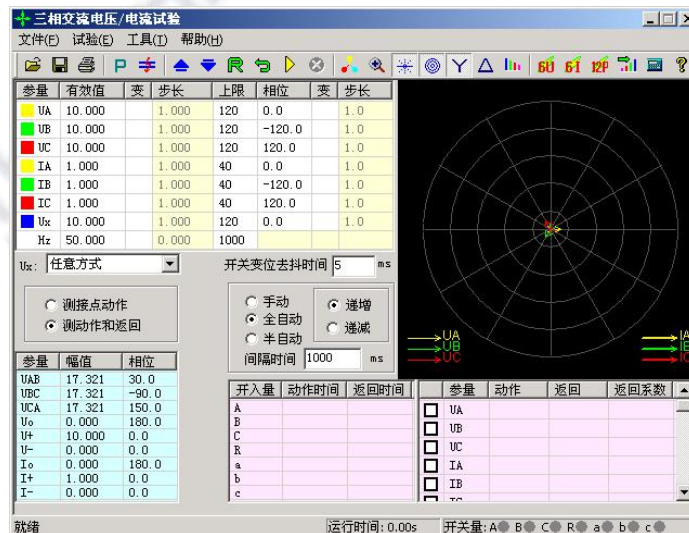 三相交流电压/电流试验
文件(F) 试验(E) 工具(T) 帮助(H)
P R 6U 6I 12P ?
参量 有效值 变 步长 上限 相位 变 步长
UA 10.000 1.000 120 0.0 1.0
UB 10.000 1.000 120 -120.0 1.0
UC 10.000 1.000 120 120.0 1.0
IA 1.000 1.000 40 0.0 1.0
IB 1.000 1.000 40 -120.0 1.0
IC 1.000 1.000 40 120.0 1.0
Ux 10.000 1.000 120 0.0 1.0
Hz 50.000 0.000 1000
Ux: 任意方式 开关变位去抖时间 5 ms
测接点动作
测动作和返回
手动
全自动
半自动
递增
递减
间隔时间 1000 ms
UA
UB
UC
IA
IB
IC
参量 幅值 相位
UAB 17.321 30.0
UBC 17.321 -90.0
UCA 17.321 150.0
Uo 0.000 180.0
U+ 10.000 0.0
U- 0.000 0.0
Io 0.000 180.0
I+ 1.000 0.0
I- 0.000 0.0
开入量 动作时间 返回时间
A
B
C
R
a
b
c
参量 动作 返回 返回系数
UA
UB
UC
IA
IB
就绪 运行时间: 0.00s 开关量: A B C R a b c